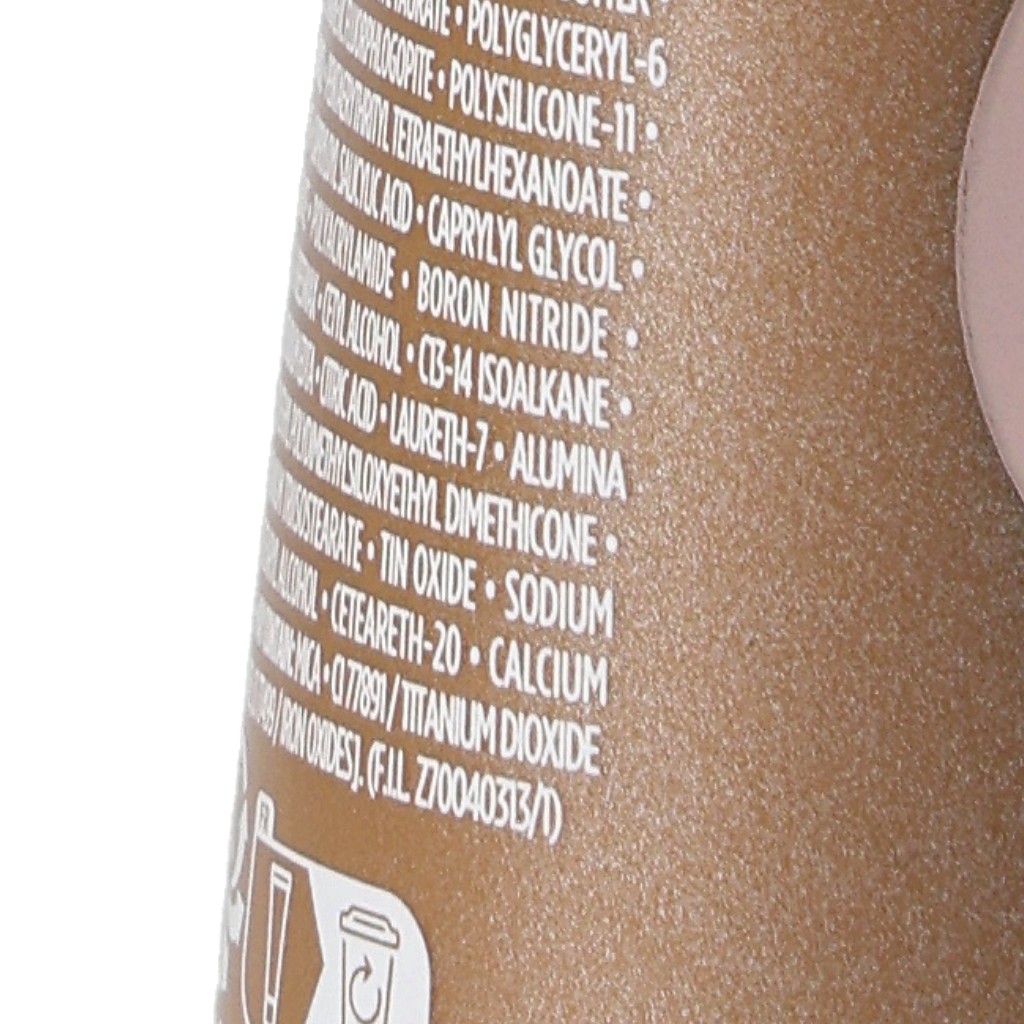 • POLYGLYCERYL-6
• POLYSILICONE-11 •
TETRAETHYLHEXANOATE •
SALICYLIC ACID • CAPRYLYL GLYCOL •
• BORON NITRIDE •
• CETYL ALCOHOL • C13-14 ISOALKANE •
• CITRIC ACID • LAURETH-7 • ALUMINA
DIMETHICONE •
• TIN OXIDE • SODIUM
ALCOHOL • CETEARETH-20 • CALCIUM
MICA • CI 77891 / TITANIUM DIOXIDE
/ IRON OXIDES]. (F.I.L. Z70040313/1)